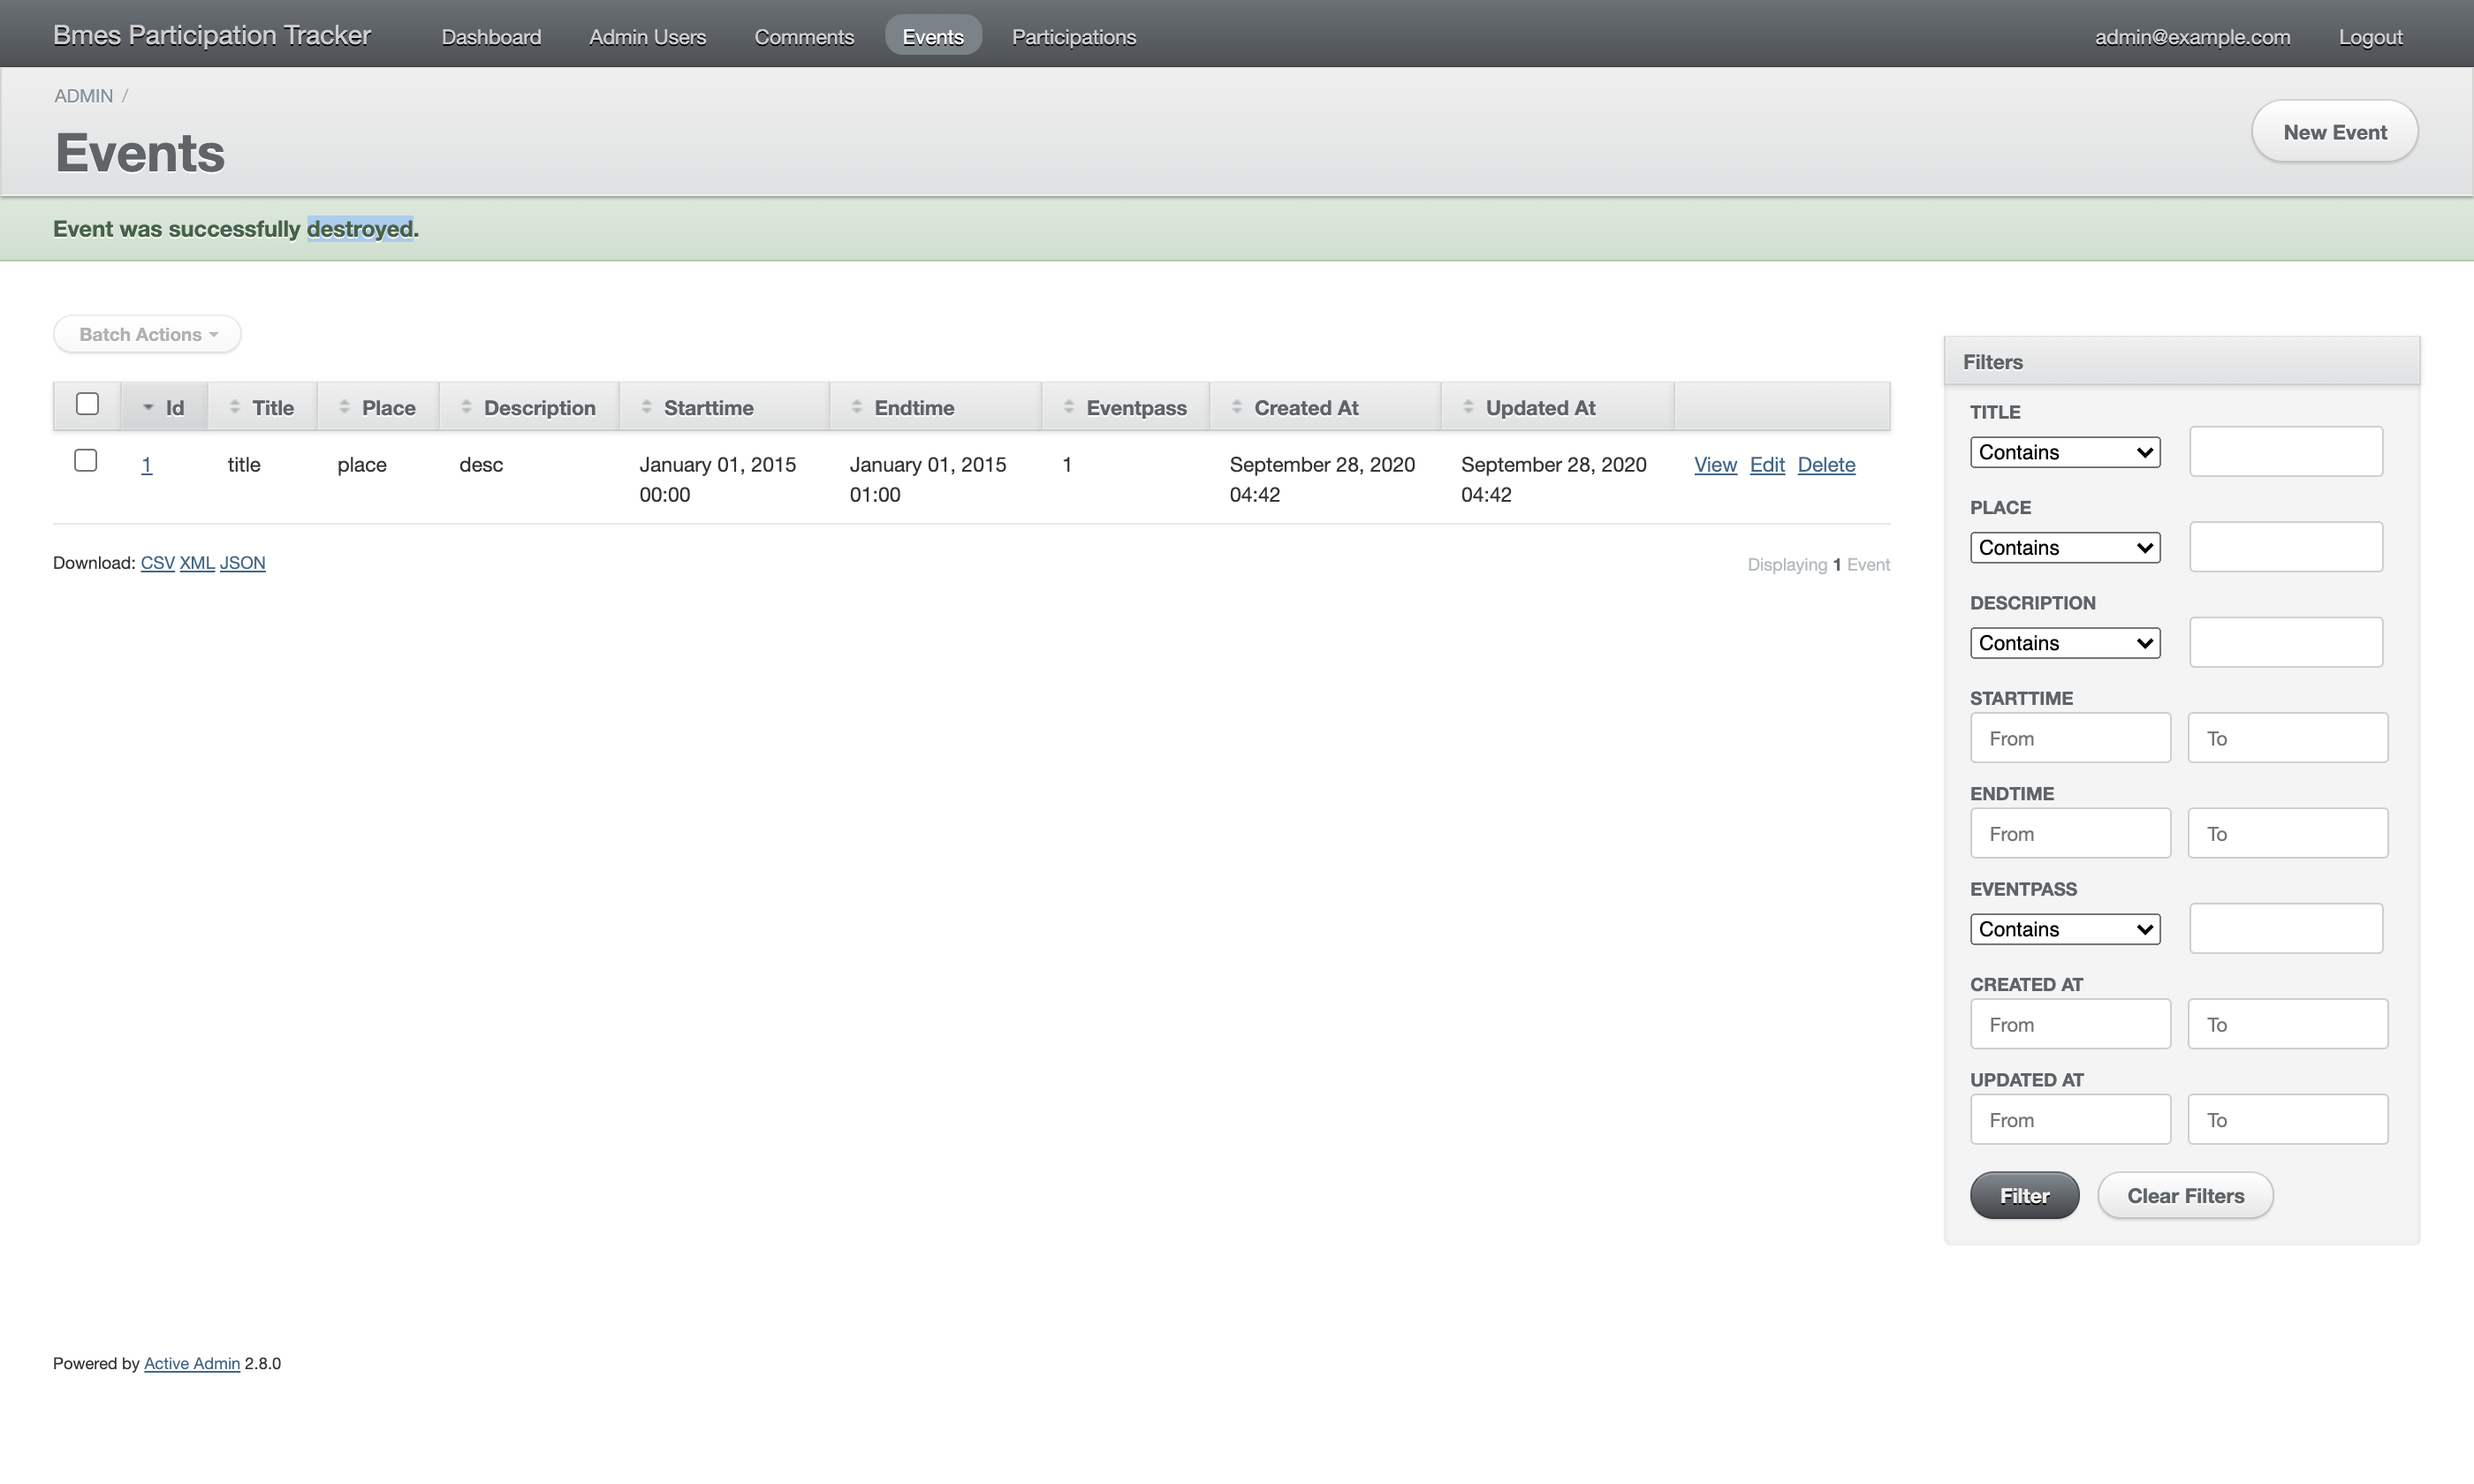 Bmes Participation Tracker Dashboard Admin Users Comments Events Participations admin@example.com Logout
ADMIN /
Events
New Event
Event was successfully destroyed.
Batch Actions
Id Title Place Description Starttime Endtime Eventpass Created At Updated At
1 title place desc January 01, 2015 January 01, 2015 1 September 28, 2020 September 28, 2020 View Edit Delete
00:00 01:00 04:42 04:42
Download: CSV XML JSON
Displaying 1 Event
Filters
TITLE
Contains
PLACE
Contains
DESCRIPTION
Contains
STARTTIME
From To
ENDTIME
From To
EVENTPASS
Contains
CREATED AT
From To
UPDATED AT
From To
Filter Clear Filters
Powered by Active Admin 2.8.0